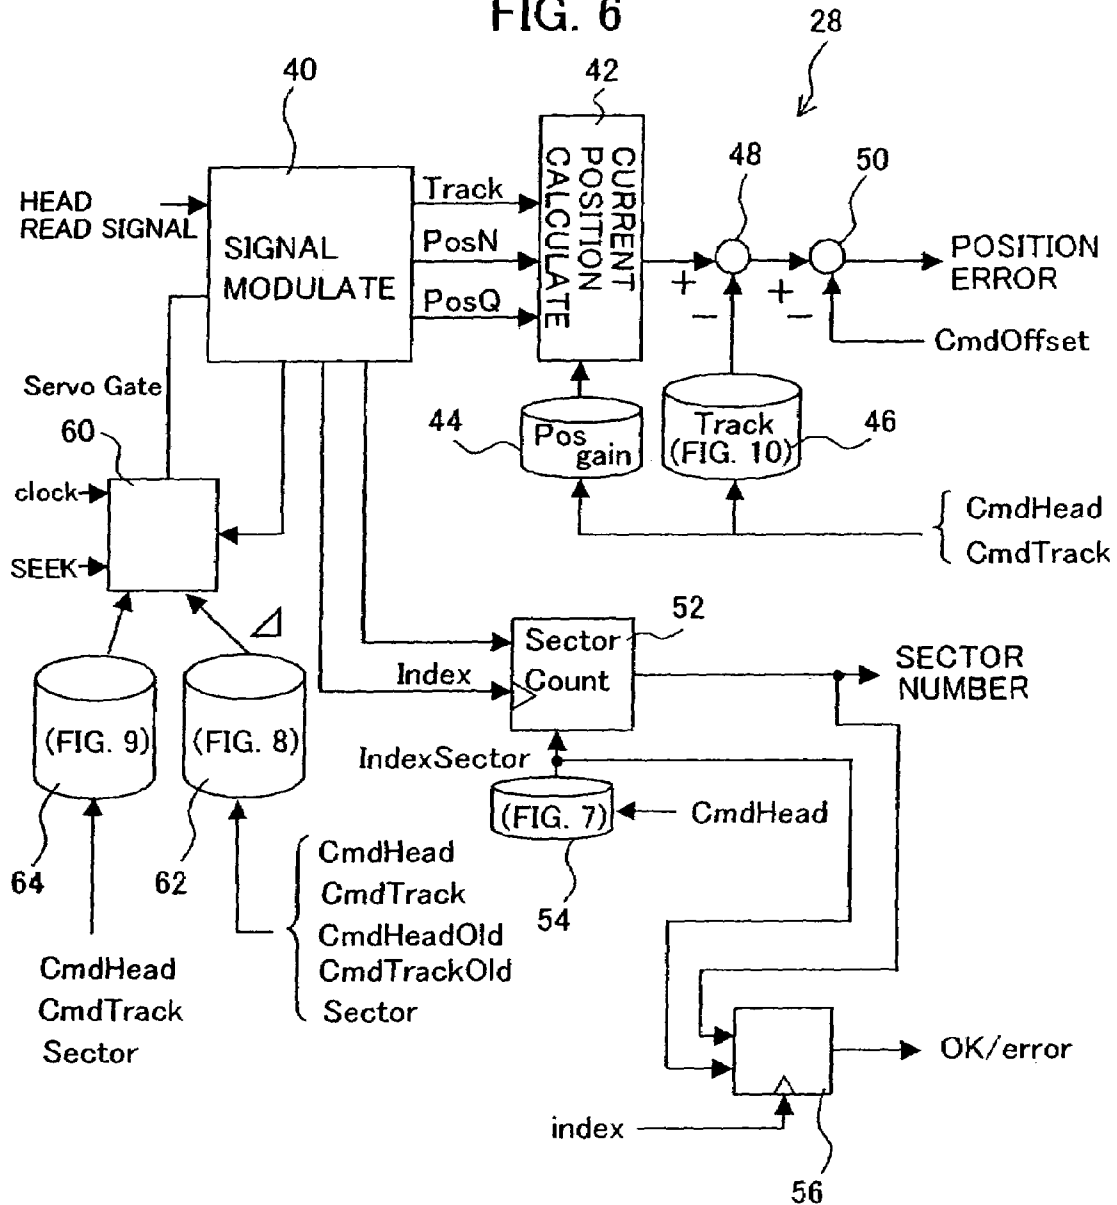 FIG. 6
28
40
42
48
50
HEAD
READ SIGNAL
SIGNAL
MODULATE
Track
PosN
PosQ
CURRENT
POSITION
CALCULATE
+
−
+
−
POSITION
ERROR
CmdOffset
Servo Gate
60
clock
SEEK
44
Pos
gain
Track
(FIG. 10)
46
CmdHead
CmdTrack
Sector
Count
52
Index
SECTOR
NUMBER
(FIG. 9)
(FIG. 8)
IndexSector
(FIG. 7)
CmdHead
54
64
62
CmdHead
CmdTrack
CmdHeadOld
CmdTrackOld
Sector
CmdHead
CmdTrack
Sector
OK/error
index
56